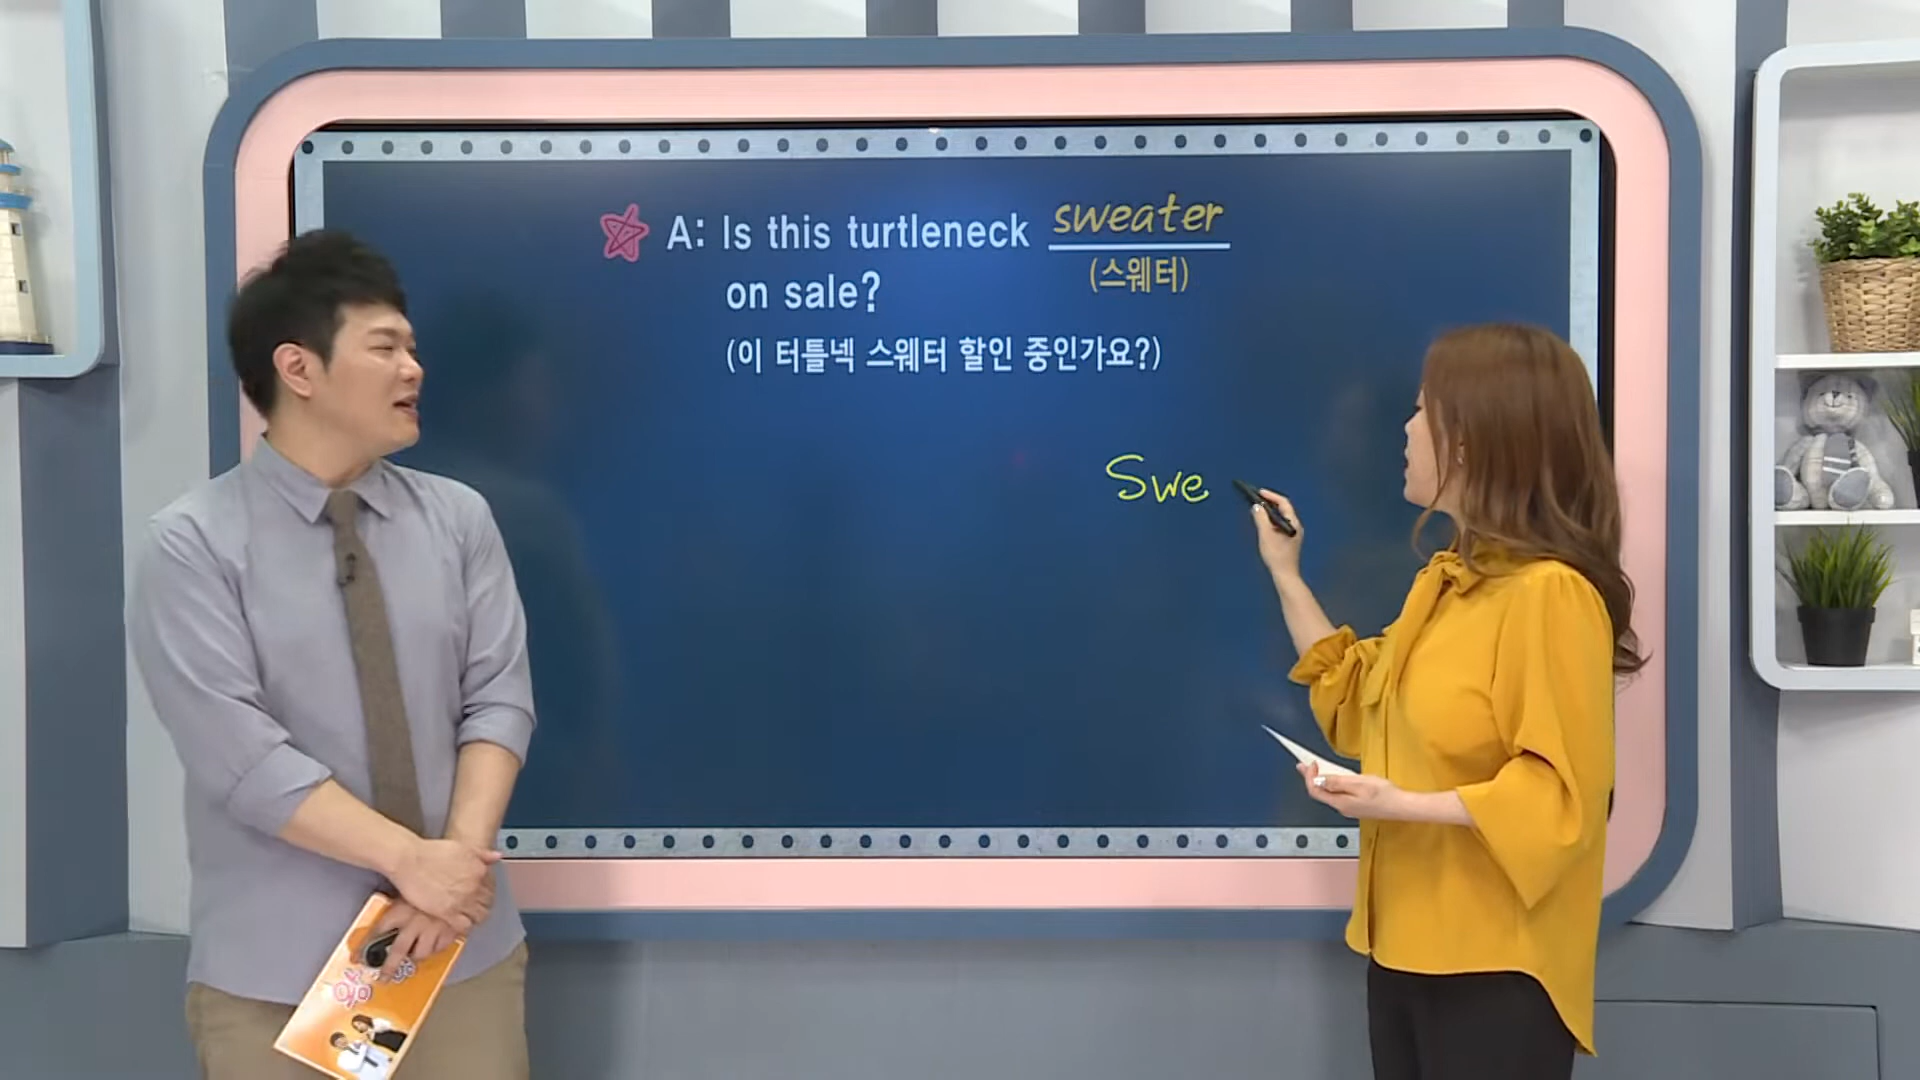 A: Is this turtleneck sweater
(스웨터)
on sale?
(이 터틀넥 스웨터 할인 중인가요?)
Swe